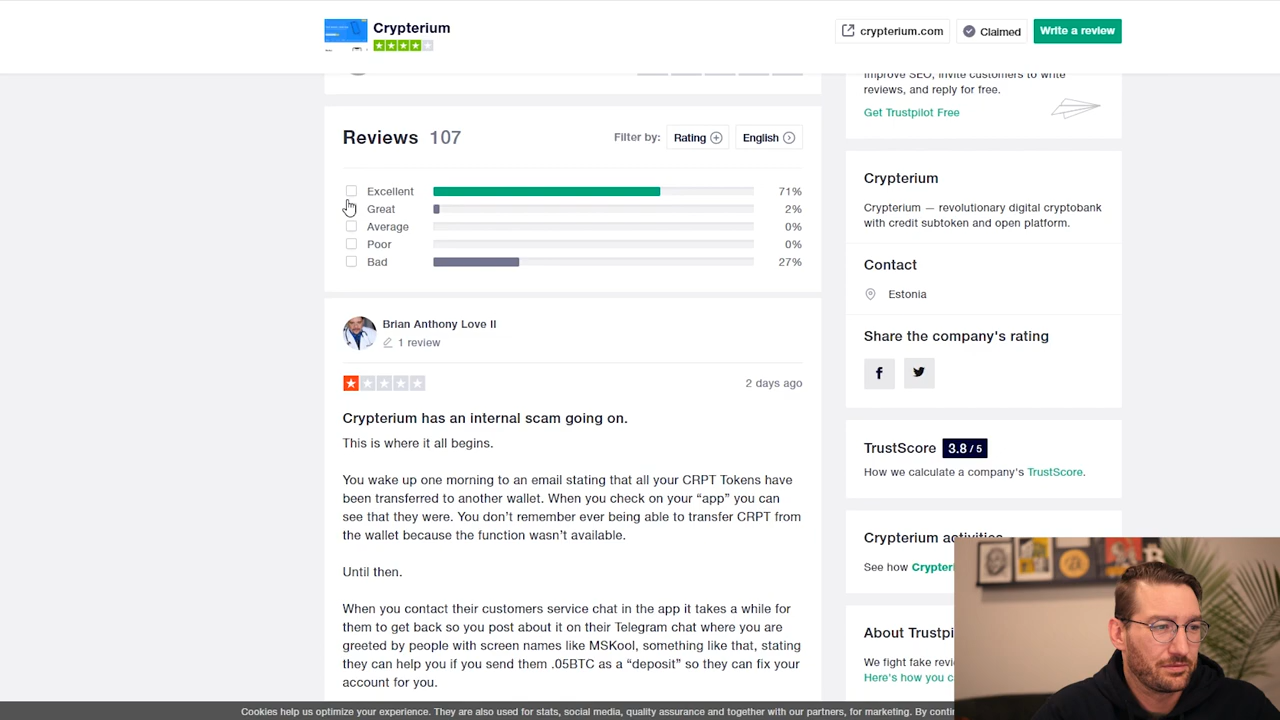 Crypterium
crypterium.com
Claimed
Write a review
Improve SEO, invite customers to write
reviews, and reply for free.
Get Trustpilot Free
Reviews 107
Filter by:
Rating
English
Excellent 71%
Great 2%
Average 0%
Poor 0%
Bad 27%
Brian Anthony Love II
1 review
2 days ago
Crypterium has an internal scam going on.
This is where it all begins.
You wake up one morning to an email stating that all your CRPT Tokens have
been transferred to another wallet. When you check on your “app” you can
see that they were. You don’t remember ever being able to transfer CRPT from
the wallet because the function wasn’t available.
Until then.
When you contact their customers service chat in the app it takes a while for
them to get back so you post about it on their Telegram chat where you are
greeted by people with screen names like MSKool, something like that, stating
they can help you if you send them .05BTC as a “deposit” so they can fix your
account for you.
Crypterium
Crypterium — revolutionary digital cryptobank
with credit subtoken and open platform.
Contact
Estonia
Share the company's rating
TrustScore 3.8 / 5
How we calculate a company's TrustScore.
Crypterium activities
See how Crypteri
About Trustpi
We fight fake revi
Here's how you c
Cookies help us optimize your experience. They are also used for stats, social media, quality assurance and together with our partners, for marketing. By conti